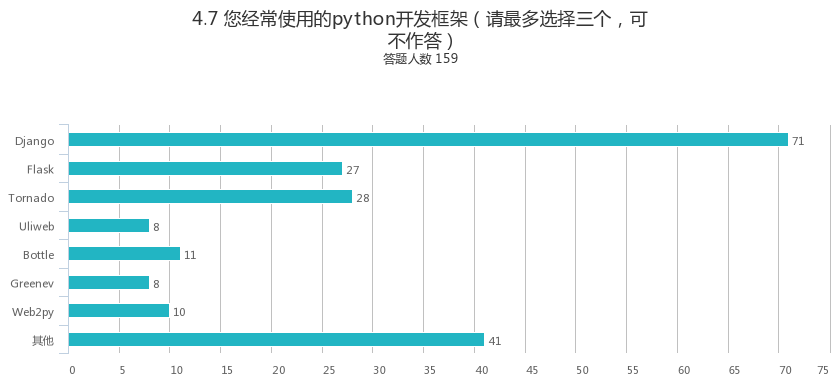 4.7 您经常使用的python开发框架（请最多选择三个，可
不作答）
答题人数 159
Django 71
Flask 27
Tornado 28
Uliweb 8
Bottle 11
Greenev 8
Web2py 10
其他 41
0 5 10 15 20 25 30 35 40 45 50 55 60 65 70 75